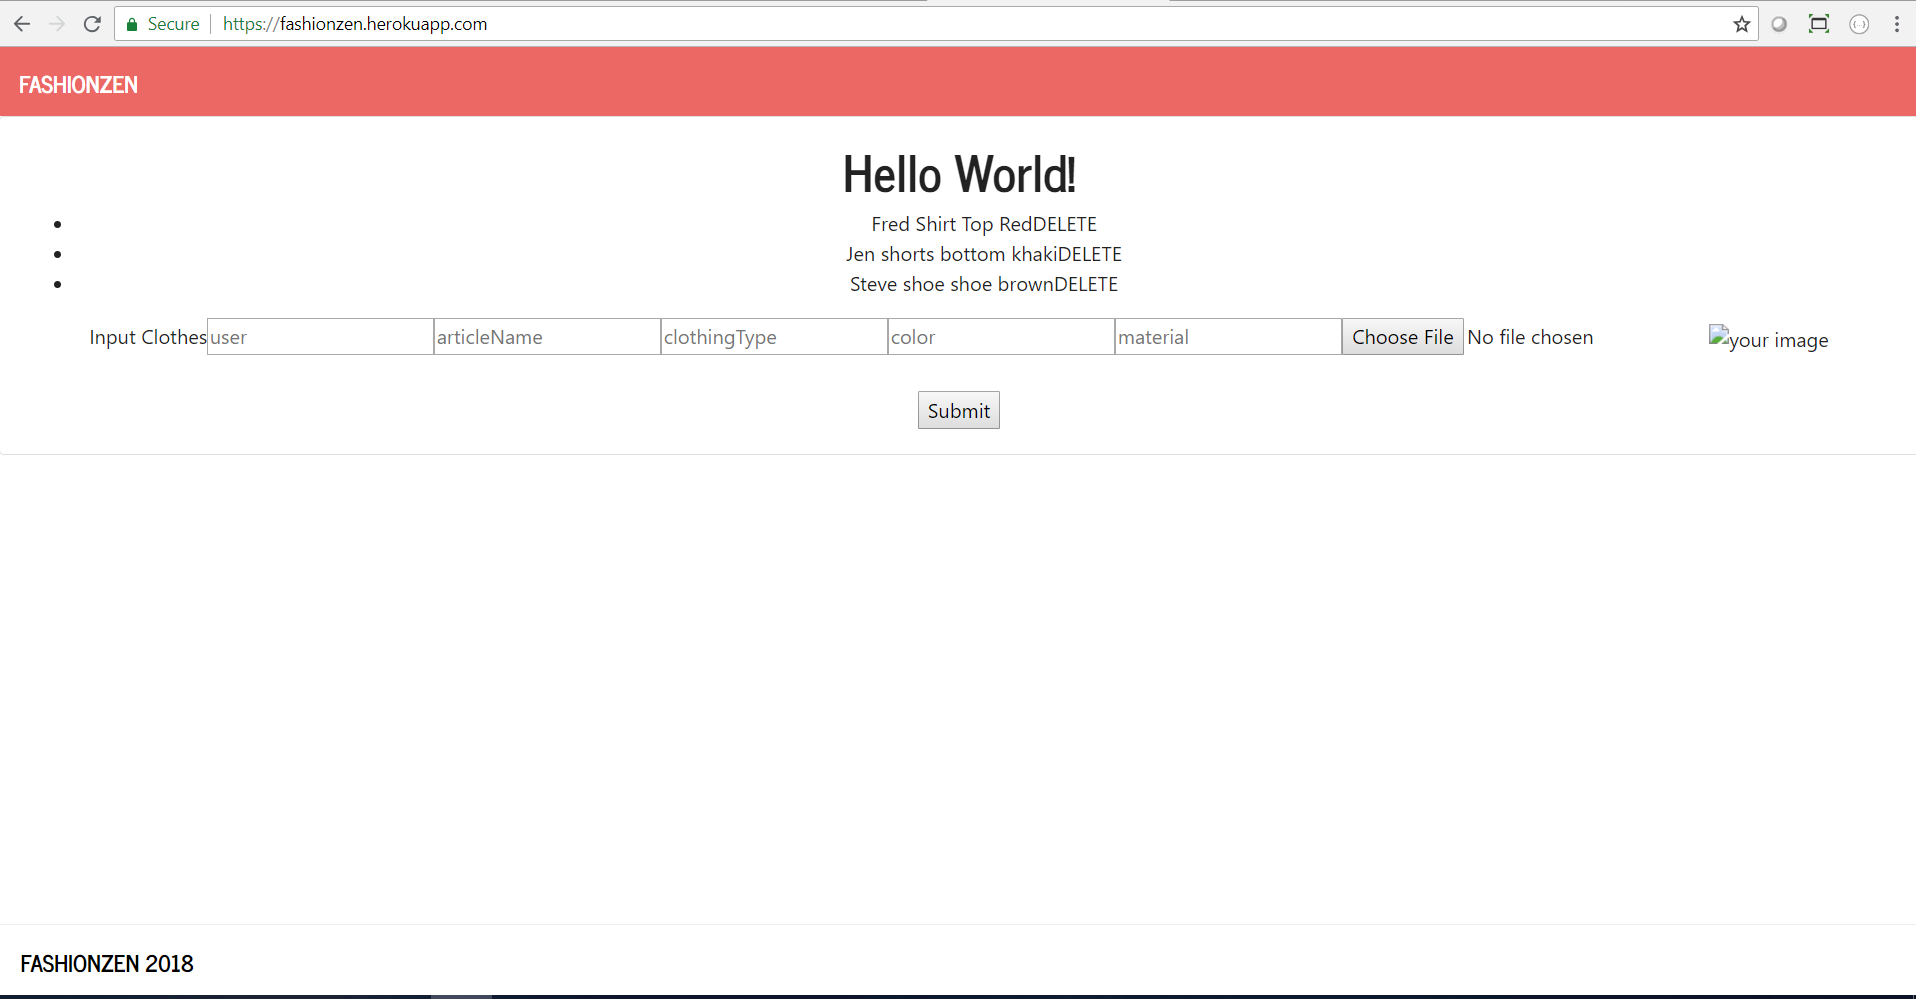 Secure https://fashionzen.herokuapp.com
FASHIONZEN
Hello World!
Fred Shirt Top RedDELETE
Jen shorts bottom khakiDELETE
Steve shoe shoe brownDELETE
Input Clothes user articleName clothingType color material Choose File No file chosen your image
Submit
FASHIONZEN 2018